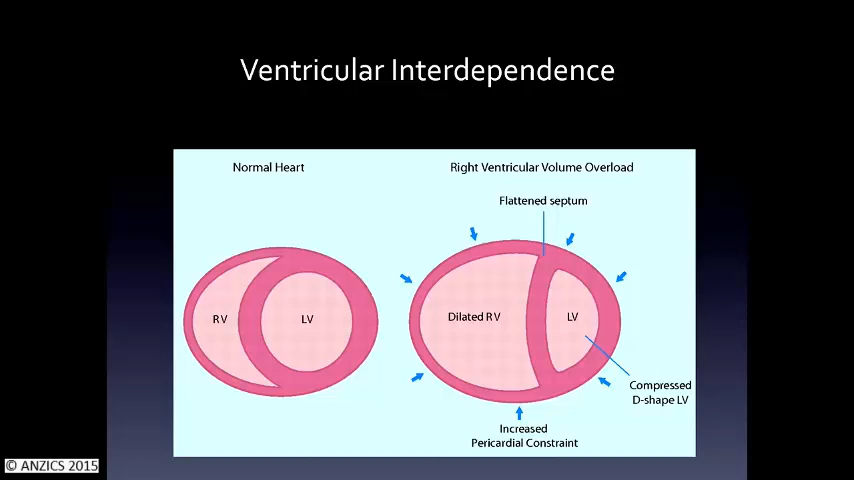 Ventricular Interdependence
Normal Heart
Right Ventricular Volume Overload
Flattened septum
RV
LV
Dilated RV
LV
Compressed
D-shape LV
Increased
Pericardial Constraint
© ANZICS 2015